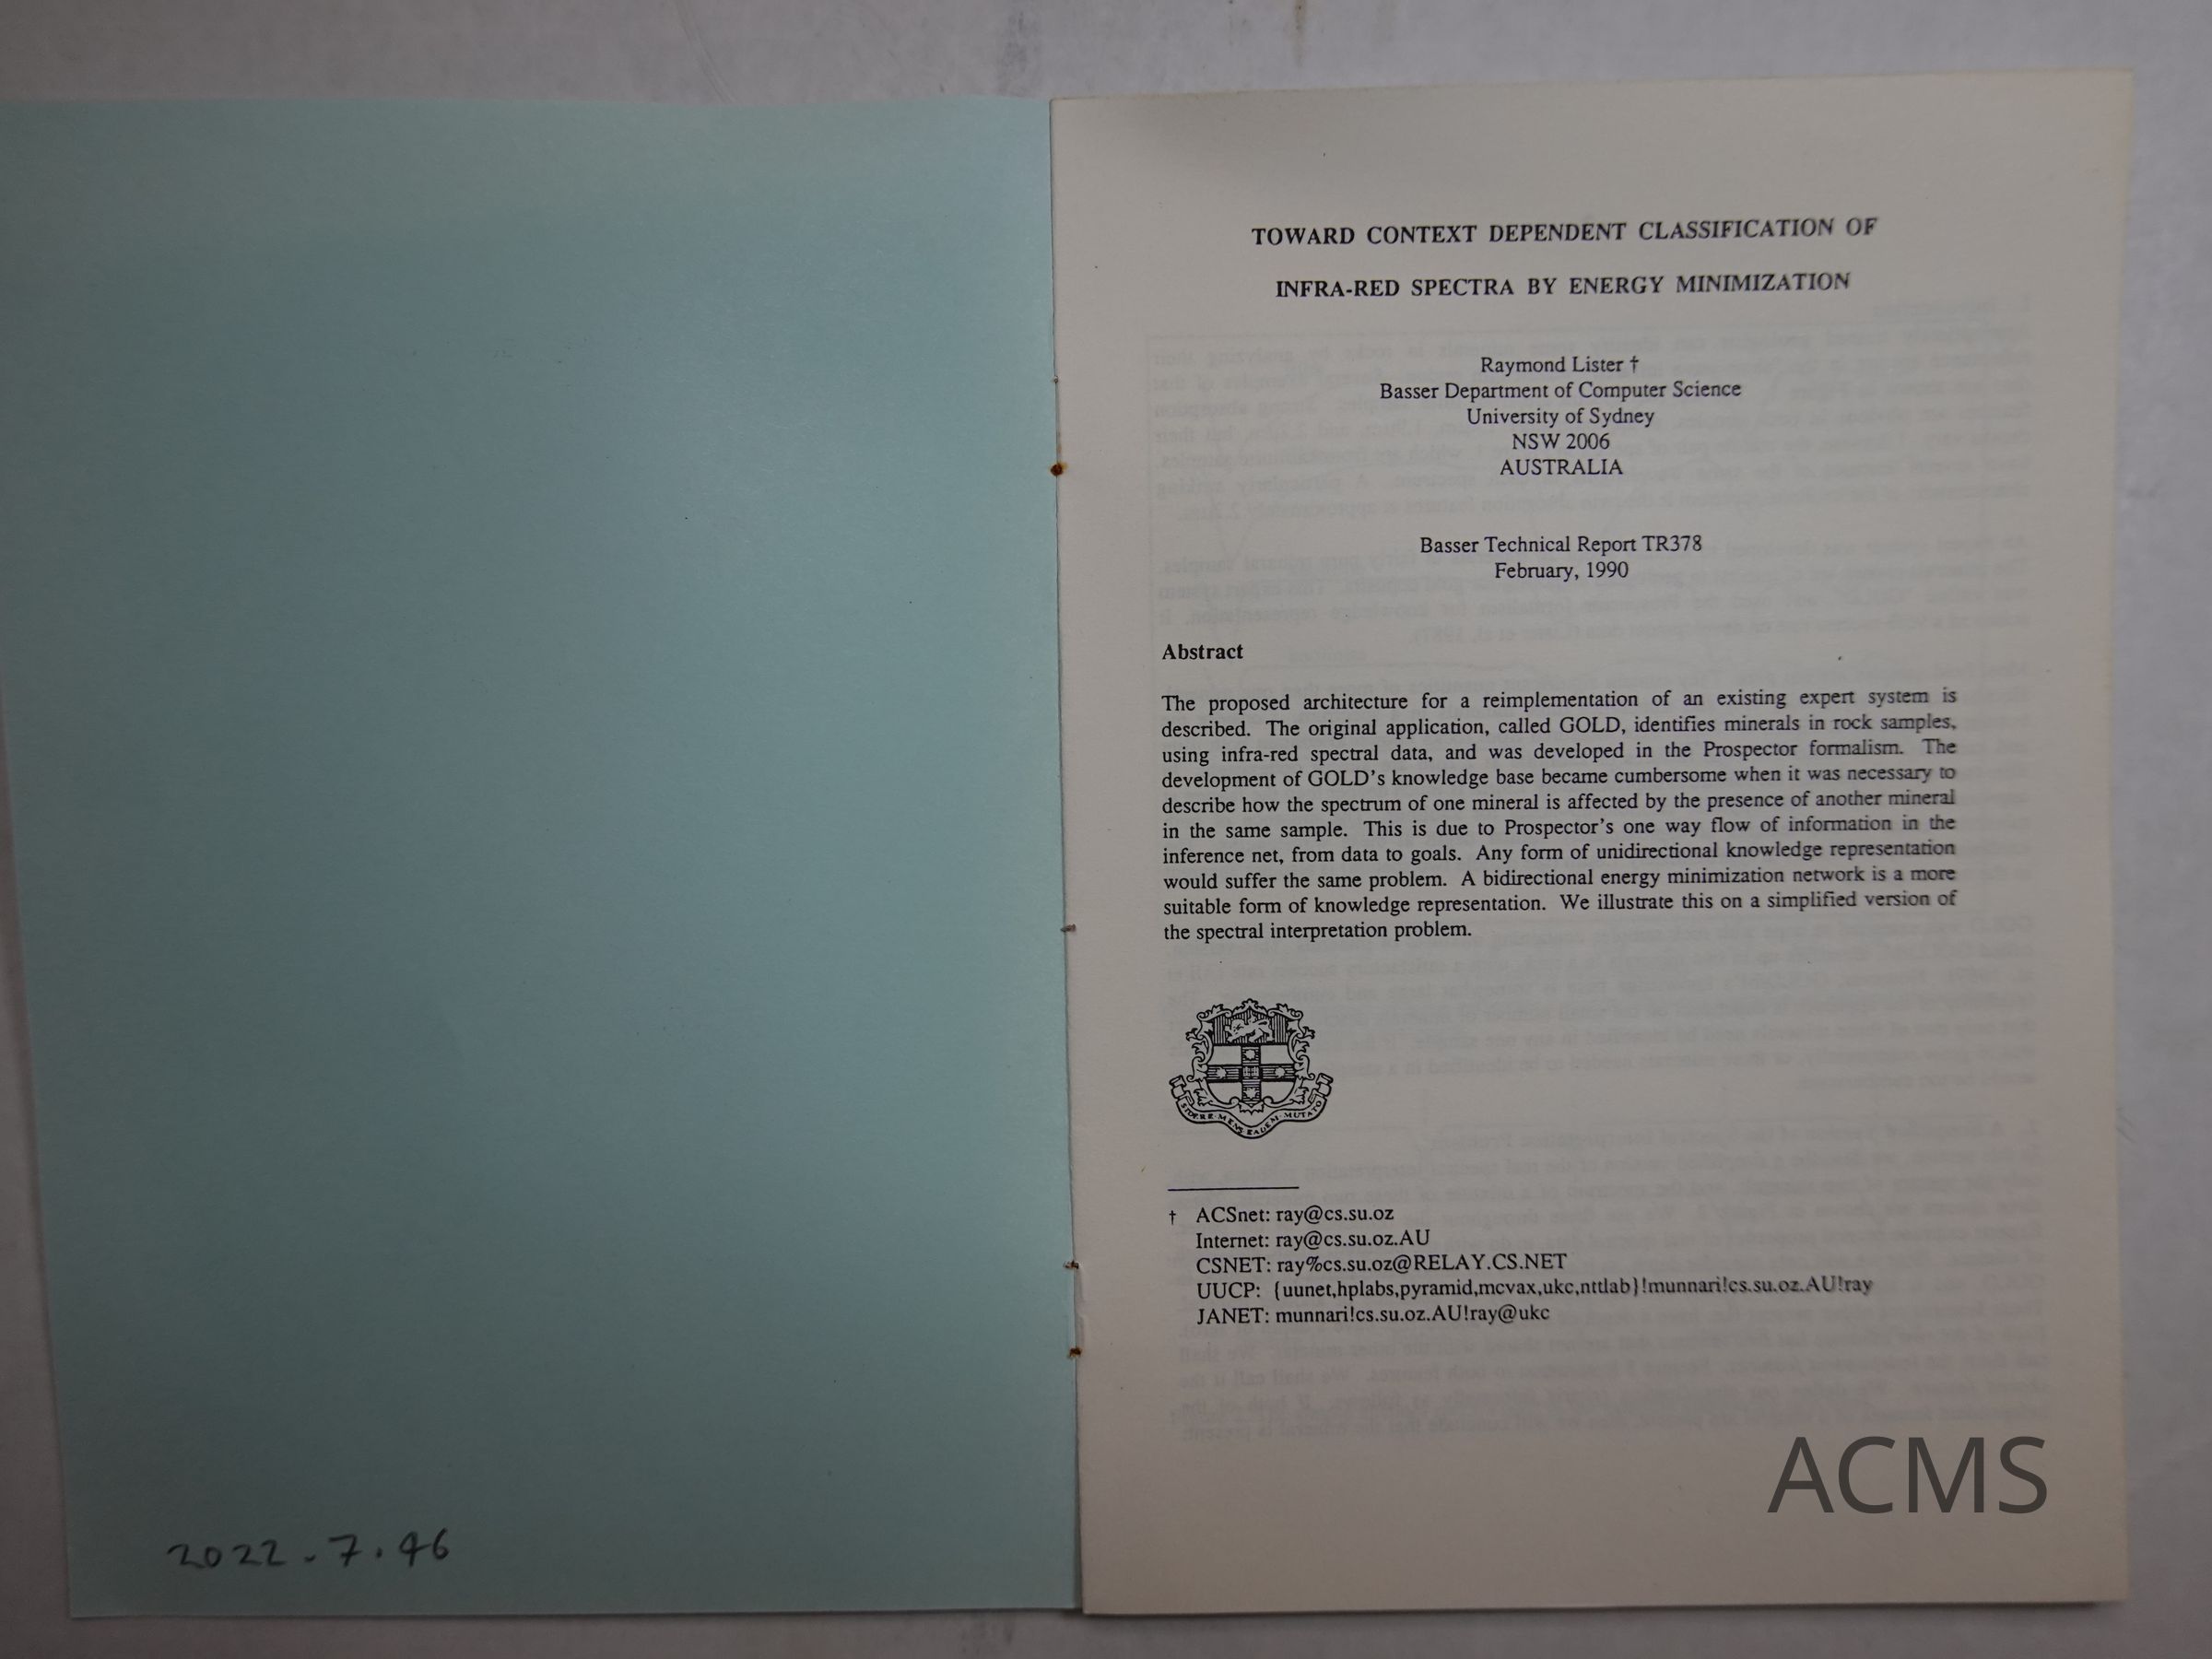 TOWARD CONTEXT DEPENDENT CLASSIFICATION OF
INFRA-RED SPECTRA BY ENERGY MINIMIZATION
Raymond Lister †
Basser Department of Computer Science
University of Sydney
NSW 2006
AUSTRALIA
Basser Technical Report TR378
February, 1990
Abstract
The proposed architecture for a reimplementation of an existing expert system is
described. The original application, called GOLD, identifies minerals in rock samples,
using infra-red spectral data, and was developed in the Prospector formalism. The
development of GOLD's knowledge base became cumbersome when it was necessary to
describe how the spectrum of one mineral is affected by the presence of another mineral
in the same sample. This is due to Prospector's one way flow of information in the
inference net, from data to goals. Any form of unidirectional knowledge representation
would suffer the same problem. A bidirectional energy minimization network is a more
suitable form of knowledge representation. We illustrate this on a simplified version of
the spectral interpretation problem.
SIDERE·MENS·EADEM·MUTATO
† ACSnet: ray@cs.su.oz
Internet: ray@cs.su.oz.AU
CSNET: ray%cs.su.oz@RELAY.CS.NET
UUCP: {uunet,hplabs,pyramid,mcvax,ukc,nttlab}!munnari!cs.su.oz.AU!ray
JANET: munnari!cs.su.oz.AU!ray@ukc
ACMS
2022.7.46